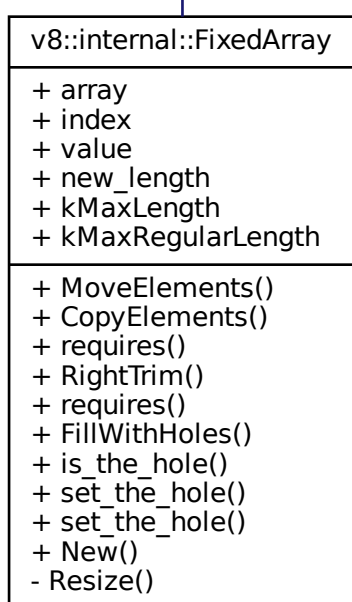 v8::internal::FixedArray
+ array
+ index
+ value
+ new_length
+ kMaxLength
+ kMaxRegularLength
+ MoveElements()
+ CopyElements()
+ requires()
+ RightTrim()
+ requires()
+ FillWithHoles()
+ is_the_hole()
+ set_the_hole()
+ set_the_hole()
+ New()
- Resize()